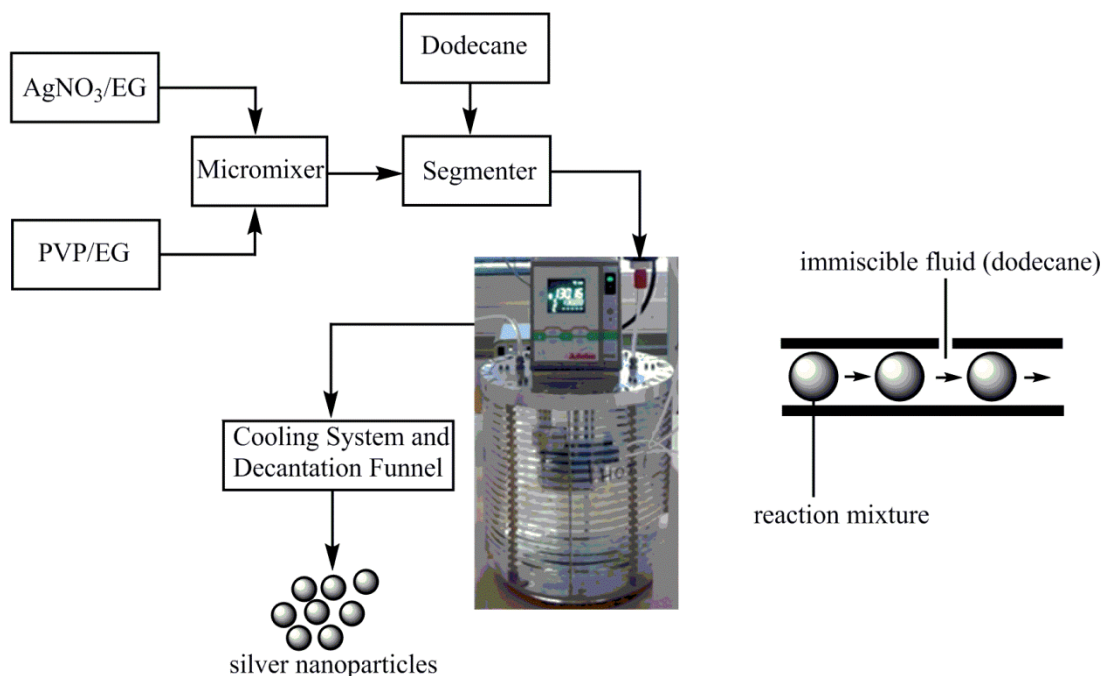 Dodecane
AgNO₃/EG
Micromixer
Segmenter
PVP/EG
immiscible fluid (dodecane)
Cooling System and
Decantation Funnel
reaction mixture
silver nanoparticles